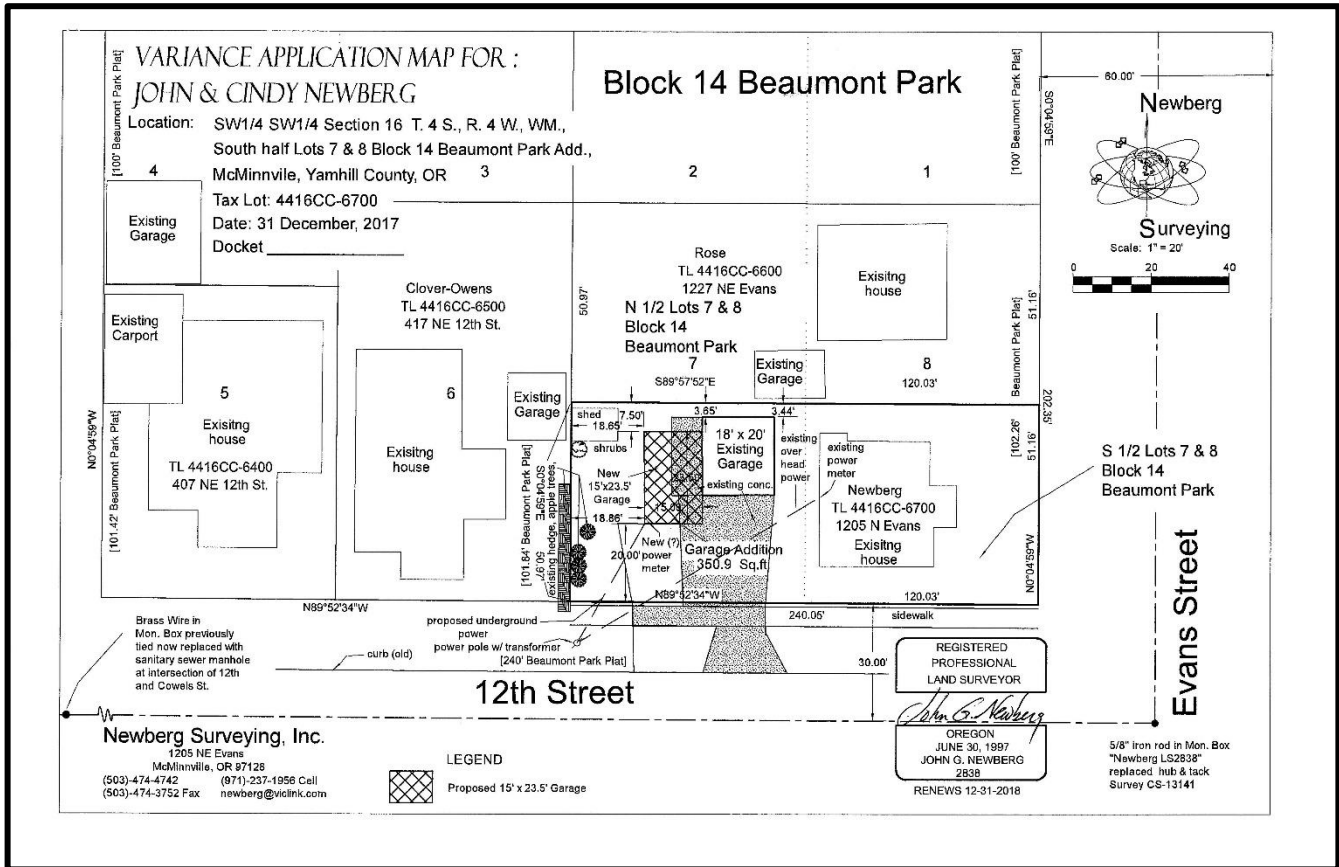 VARIANCE APPLICATION MAP FOR :
JOHN & CINDY NEWBERG
Location: SW1/4 SW1/4 Section 16 T. 4 S., R. 4 W., WM.,
South half Lots 7 & 8 Block 14 Beaumont Park Add.,
McMinnvile, Yamhill County, OR
Tax Lot: 4416CC-6700
Date: 31 December, 2017
Docket
Block 14 Beaumont Park
[100' Beaumont Park Plat]
4
3
2
1
[100' Beaumont Park Plat]
S0°04'59"E
60.00'
Newberg
Surveying
Scale: 1" = 20'
0 20 40
Existing
Garage
Existing
Carport
5
Exisitng
house
TL 4416CC-6400
407 NE 12th St.
N0°04'59"W
[101.42' Beaumont Park Plat]
Clover-Owens
TL 4416CC-6500
417 NE 12th St.
6
Exisitng
house
Existing
Garage
50.97'
Rose
TL 4416CC-6600
1227 NE Evans
N 1/2 Lots 7 & 8
Block 14
Beaumont Park
7
S89°57'52"E
Exisitng
house
Existing
Garage
8
120.03'
Beaumont Park Plat]
51.16'
202.35'
[102.26'
51.16'
shed
7.50'
18.65'
3.65'
3.44'
shrubs
18' x 20'
Existing
Garage
existing
over
head
power
existing
power
meter
New
15'x23.5'
Garage
existing conc.
18.86'
Newberg
TL 4416CC-6700
1205 N Evans
Exisitng
house
S 1/2 Lots 7 & 8
Block 14
Beaumont Park
[101.84' Beaumont Park Plat]
S0°04'59"E 50.97'
existing hedge, apple trees,
20.00'
New (?)
power
meter
Garage Addition
350.9 Sq.ft
N0°04'59"W
N89°52'34"W
N89°52'34"W
120.03'
240.05'
sidewalk
proposed underground
power
power pole w/ transformer
[240' Beaumont Park Plat]
curb (old)
30.00'
Brass Wire in
Mon. Box previously
tied now replaced with
sanitary sewer manhole
at intersection of 12th
and Cowels St.
12th Street
Evans Street
REGISTERED
PROFESSIONAL
LAND SURVEYOR
John G. Newberg
OREGON
JUNE 30, 1997
JOHN G. NEWBERG
2838
RENEWS 12-31-2018
5/8" iron rod in Mon. Box
"Newberg LS2838"
replaced hub & tack
Survey CS-13141
Newberg Surveying, Inc.
1205 NE Evans
McMinnville, OR 97128
(503)-474-4742 (971)-237-1956 Cell
(503)-474-3752 Fax newberg@viclink.com
LEGEND
Proposed 15' x 23.5' Garage